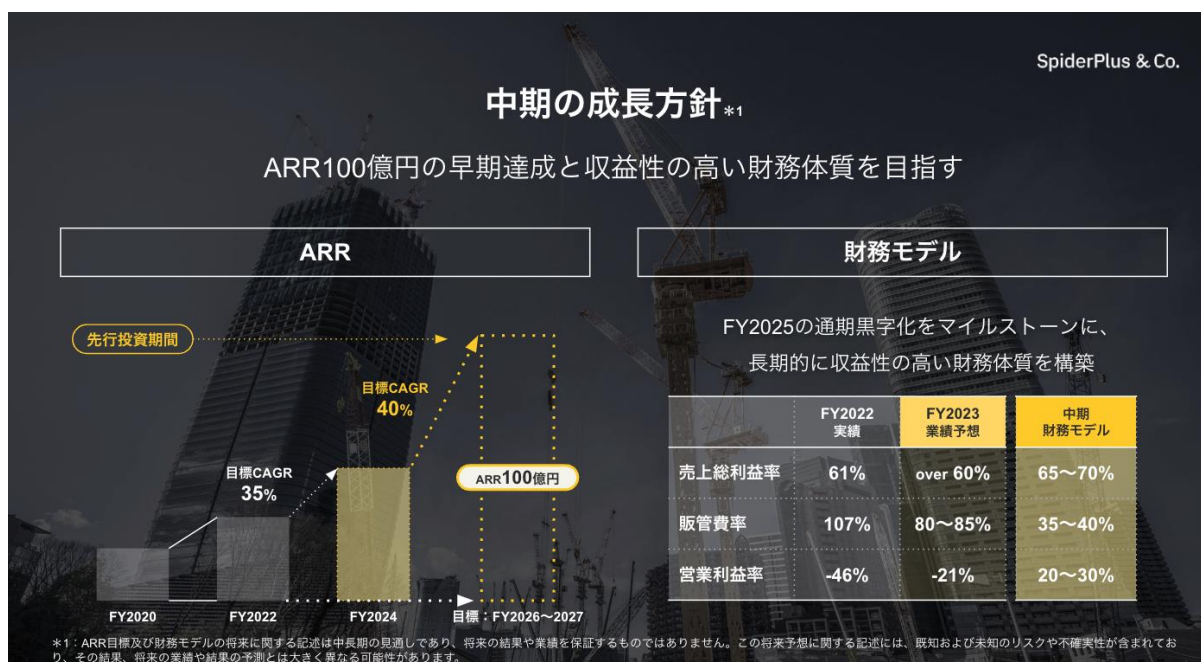 SpiderPlus & Co.
中期の成長方針*1
ARR100億円の早期達成と収益性の高い財務体質を目指す
ARR
先行投資期間
目標CAGR
40%
目標CAGR
35%
ARR100億円
FY2020 FY2022 FY2024 目標:FY2026〜2027
財務モデル
FY2025の通期黒字化をマイルストーンに、
長期的に収益性の高い財務体質を構築
FY2022 FY2023 中期
実績 業績予想 財務モデル
売上総利益率 61% over 60% 65〜70%
販管費率 107% 80〜85% 35〜40%
営業利益率 -46% -21% 20〜30%
*1:ARR目標及び財務モデルの将来に関する記述は中長期の見通しであり、将来の結果や業績を保証するものではありません。この将来予想に関する記述には、既知および未知のリスクや不確実性が含まれてお
り、その結果、将来の業績や結果の予測とは大きく異なる可能性があります。